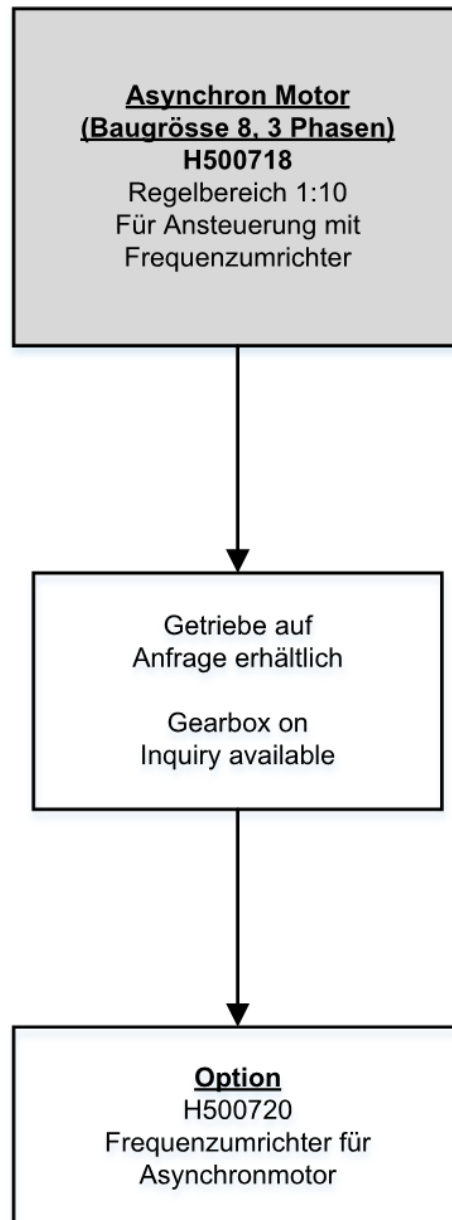 Asynchron Motor
(Baugrösse 8, 3 Phasen)
H500718
Regelbereich 1:10
Für Ansteuerung mit
Frequenzumrichter
Getriebe auf
Anfrage erhältlich
Gearbox on
Inquiry available
Option
H500720
Frequenzumrichter für
Asynchronmotor